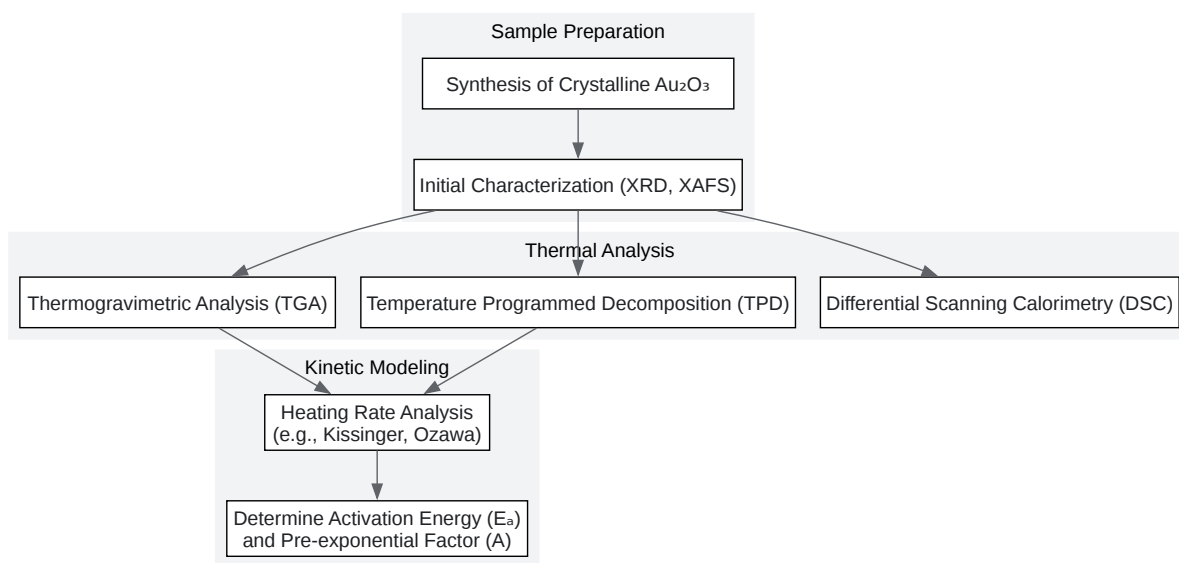 Sample Preparation
Synthesis of Crystalline Au₂O₃
Initial Characterization (XRD, XAFS)
Thermal Analysis
Thermogravimetric Analysis (TGA)
Temperature Programmed Decomposition (TPD)
Differential Scanning Calorimetry (DSC)
Kinetic Modeling
Heating Rate Analysis
(e.g., Kissinger, Ozawa)
Determine Activation Energy (Eₐ)
and Pre-exponential Factor (A)